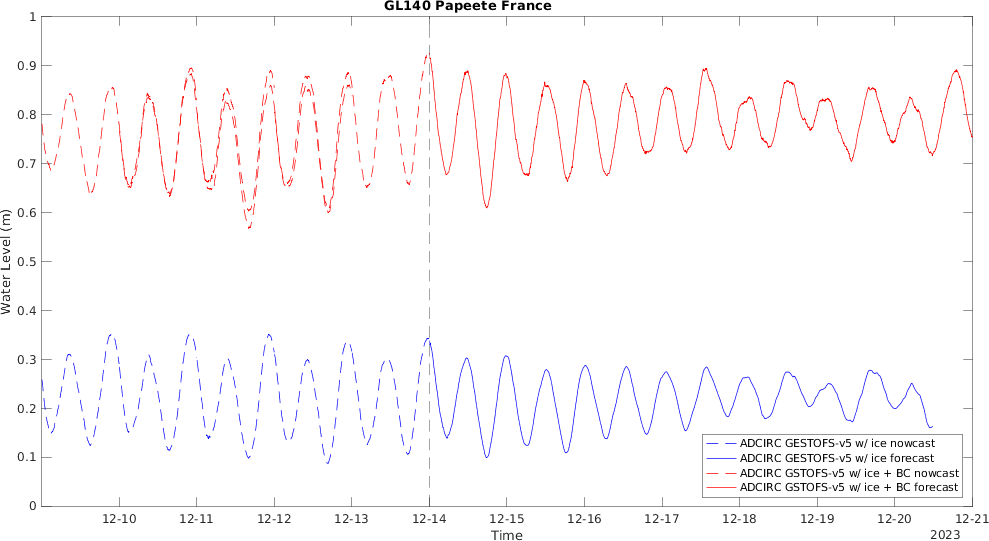 GL140 Papeete France
1
0.9
0.8
0.7
0.6
0.5
0.4
0.3
0.2
0.1
0
Water Level (m)
ADCIRC GESTOFS-v5 w/ ice nowcast
ADCIRC GESTOFS-v5 w/ ice forecast
ADCIRC GSTOFS-v5 w/ ice + BC nowcast
ADCIRC GSTOFS-v5 w/ ice + BC forecast
12-10 12-11 12-12 12-13 12-14 12-15 12-16 12-17 12-18 12-19 12-20 12-21
Time
2023